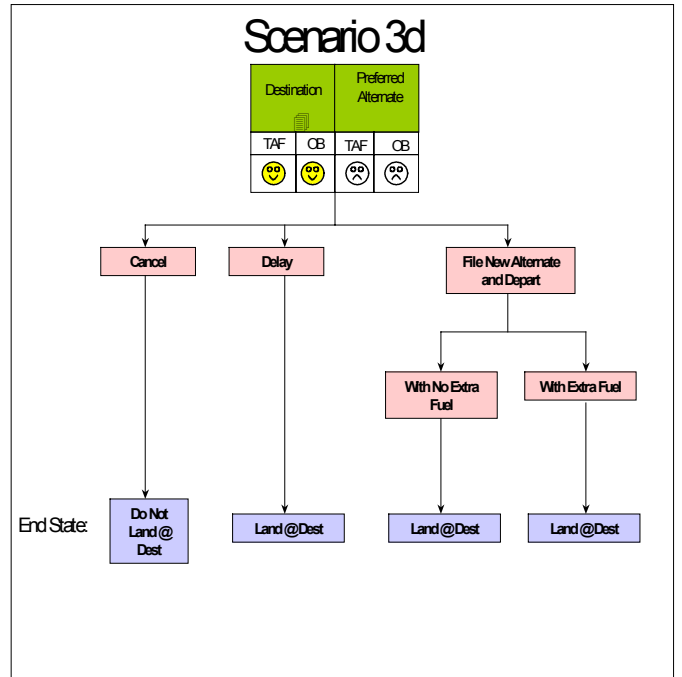 Scenario 3d
Destination
Preferred
Alternate
TAF OB TAF OB
Cancel
Delay
File New Alternate
and Depart
With No Extra
Fuel
With Extra Fuel
End State:
Do Not
Land @
Dest
Land @Dest
Land @Dest
Land @Dest